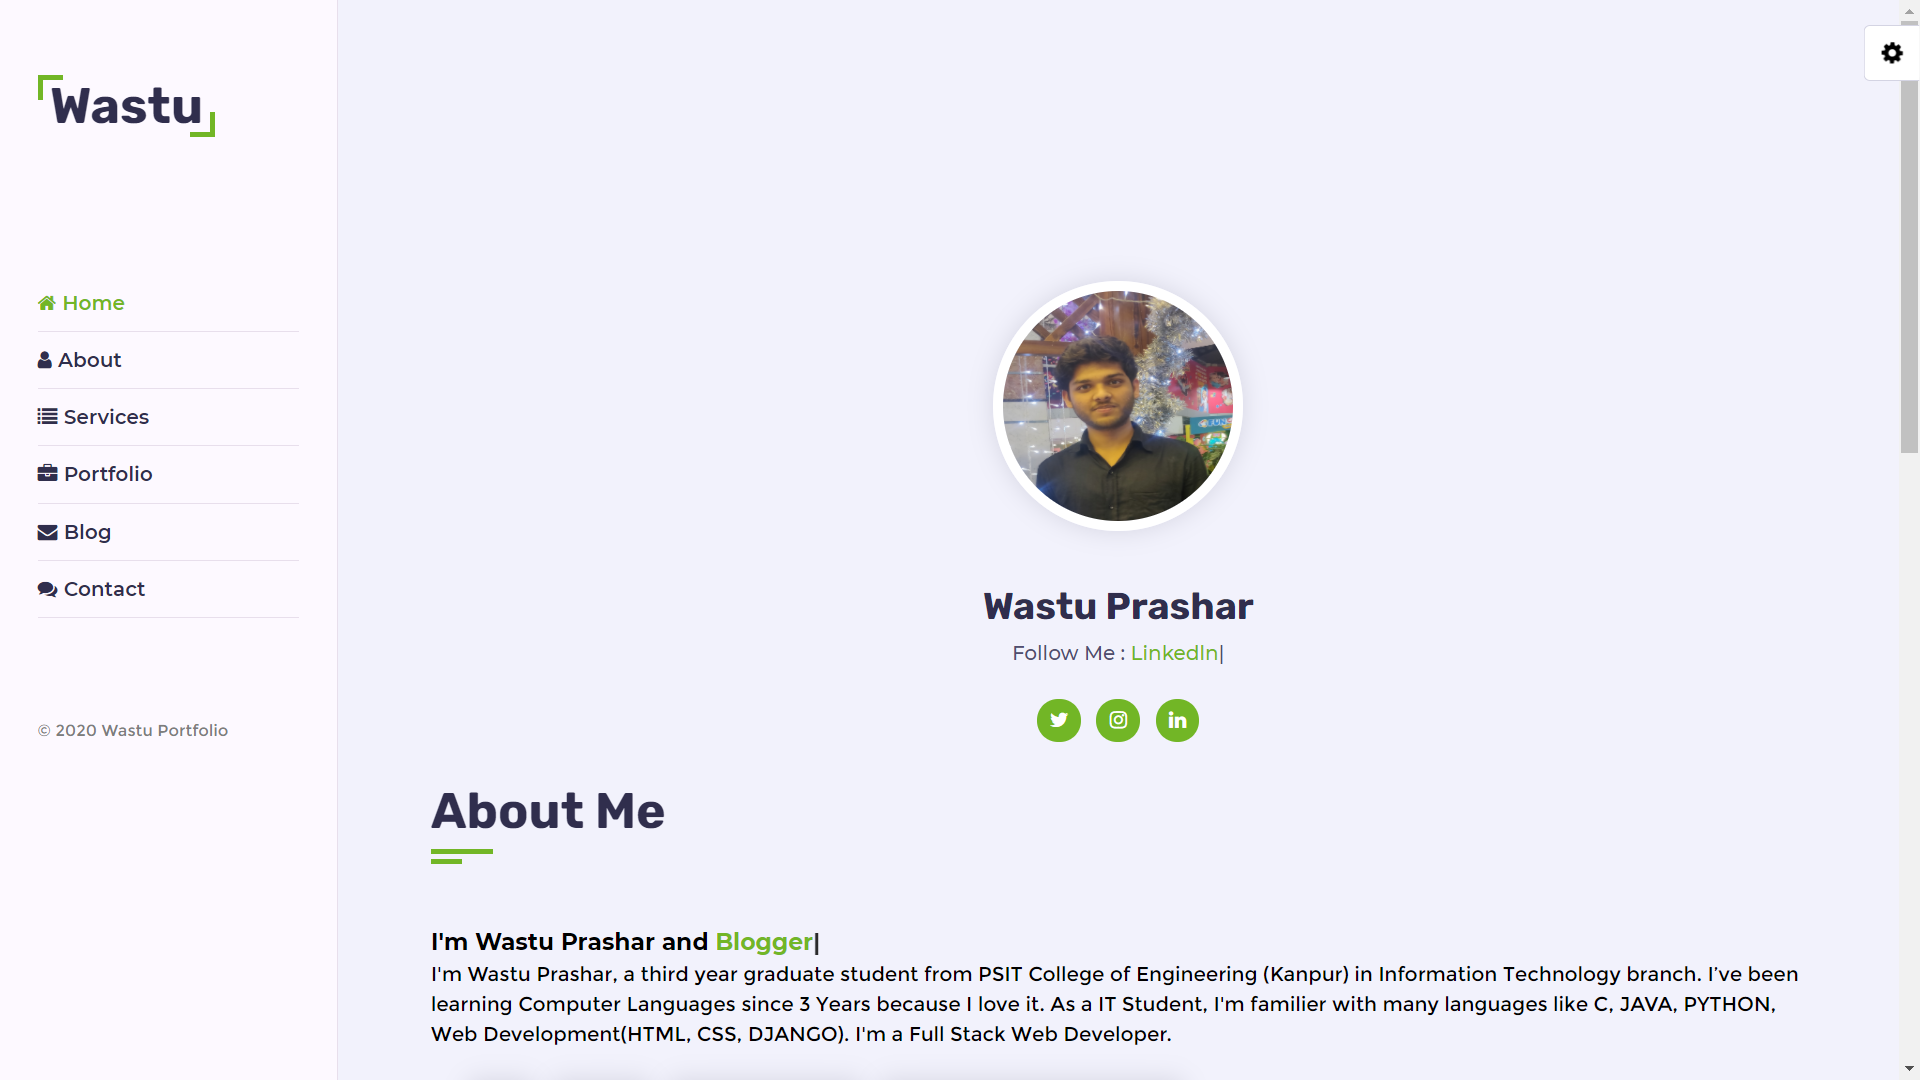 Wastu
Home
About
Services
Portfolio
Blog
Contact
© 2020 Wastu Portfolio
Wastu Prashar
Follow Me : LinkedIn|
About Me
I'm Wastu Prashar and Blogger|
I'm Wastu Prashar, a third year graduate student from PSIT College of Engineering (Kanpur) in Information Technology branch. I’ve been
learning Computer Languages since 3 Years because I love it. As a IT Student, I'm familier with many languages like C, JAVA, PYTHON,
Web Development(HTML, CSS, DJANGO). I'm a Full Stack Web Developer.